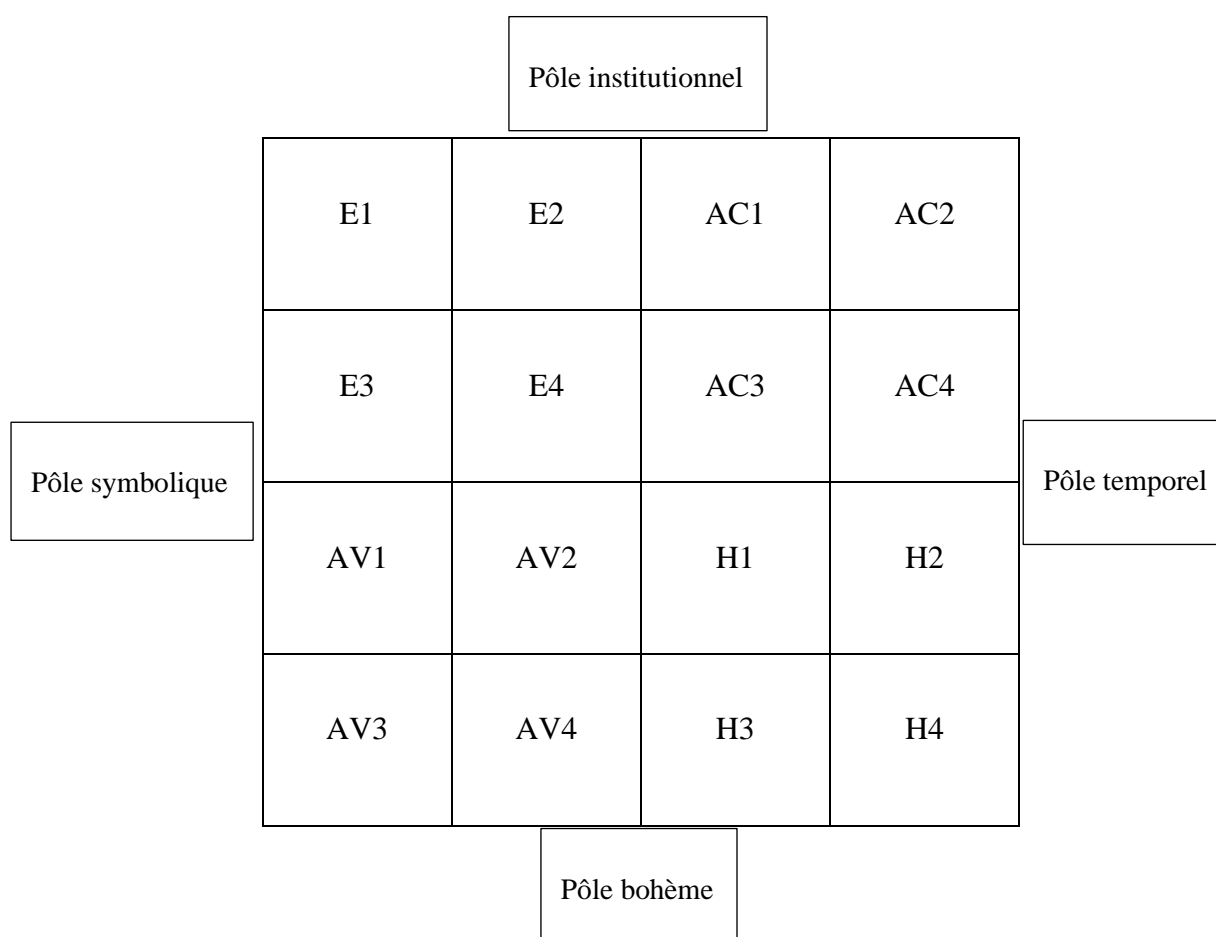 Pôle institutionnel
E1 E2 AC1 AC2
E3 E4 AC3 AC4
Pôle symbolique
Pôle temporel
AV1 AV2 H1 H2
AV3 AV4 H3 H4
Pôle bohème